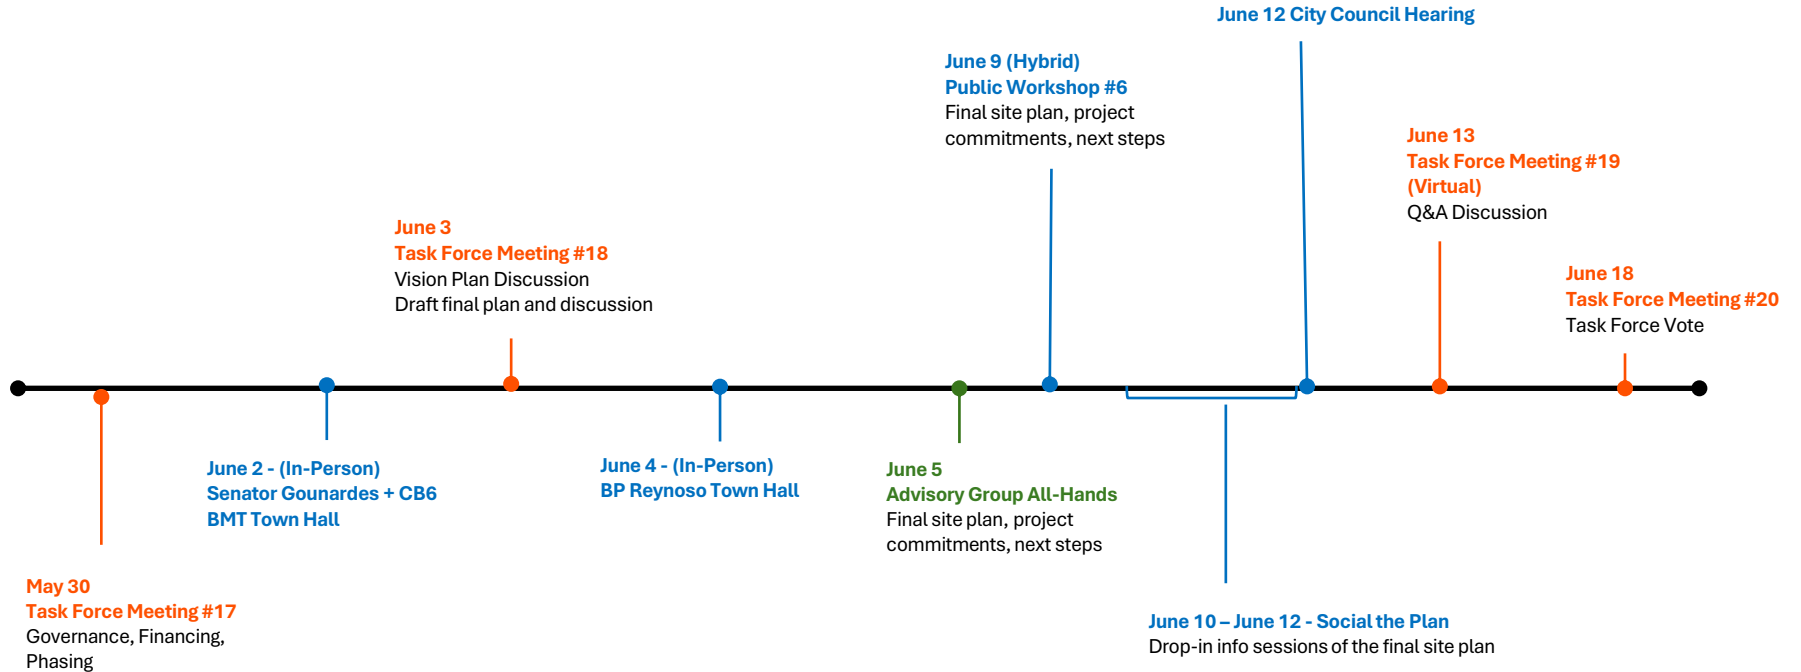 June 12 City Council Hearing
June 9 (Hybrid)
Public Workshop #6
Final site plan, project
commitments, next steps
June 13
Task Force Meeting #19
(Virtual)
Q&A Discussion
June 3
Task Force Meeting #18
Vision Plan Discussion
Draft final plan and discussion
June 18
Task Force Meeting #20
Task Force Vote
June 2 - (In-Person)
Senator Gounardes + CB6
BMT Town Hall
June 4 - (In-Person)
BP Reynoso Town Hall
June 5
Advisory Group All-Hands
Final site plan, project
commitments, next steps
May 30
Task Force Meeting #17
Governance, Financing,
Phasing
June 10 – June 12 - Social the Plan
Drop-in info sessions of the final site plan